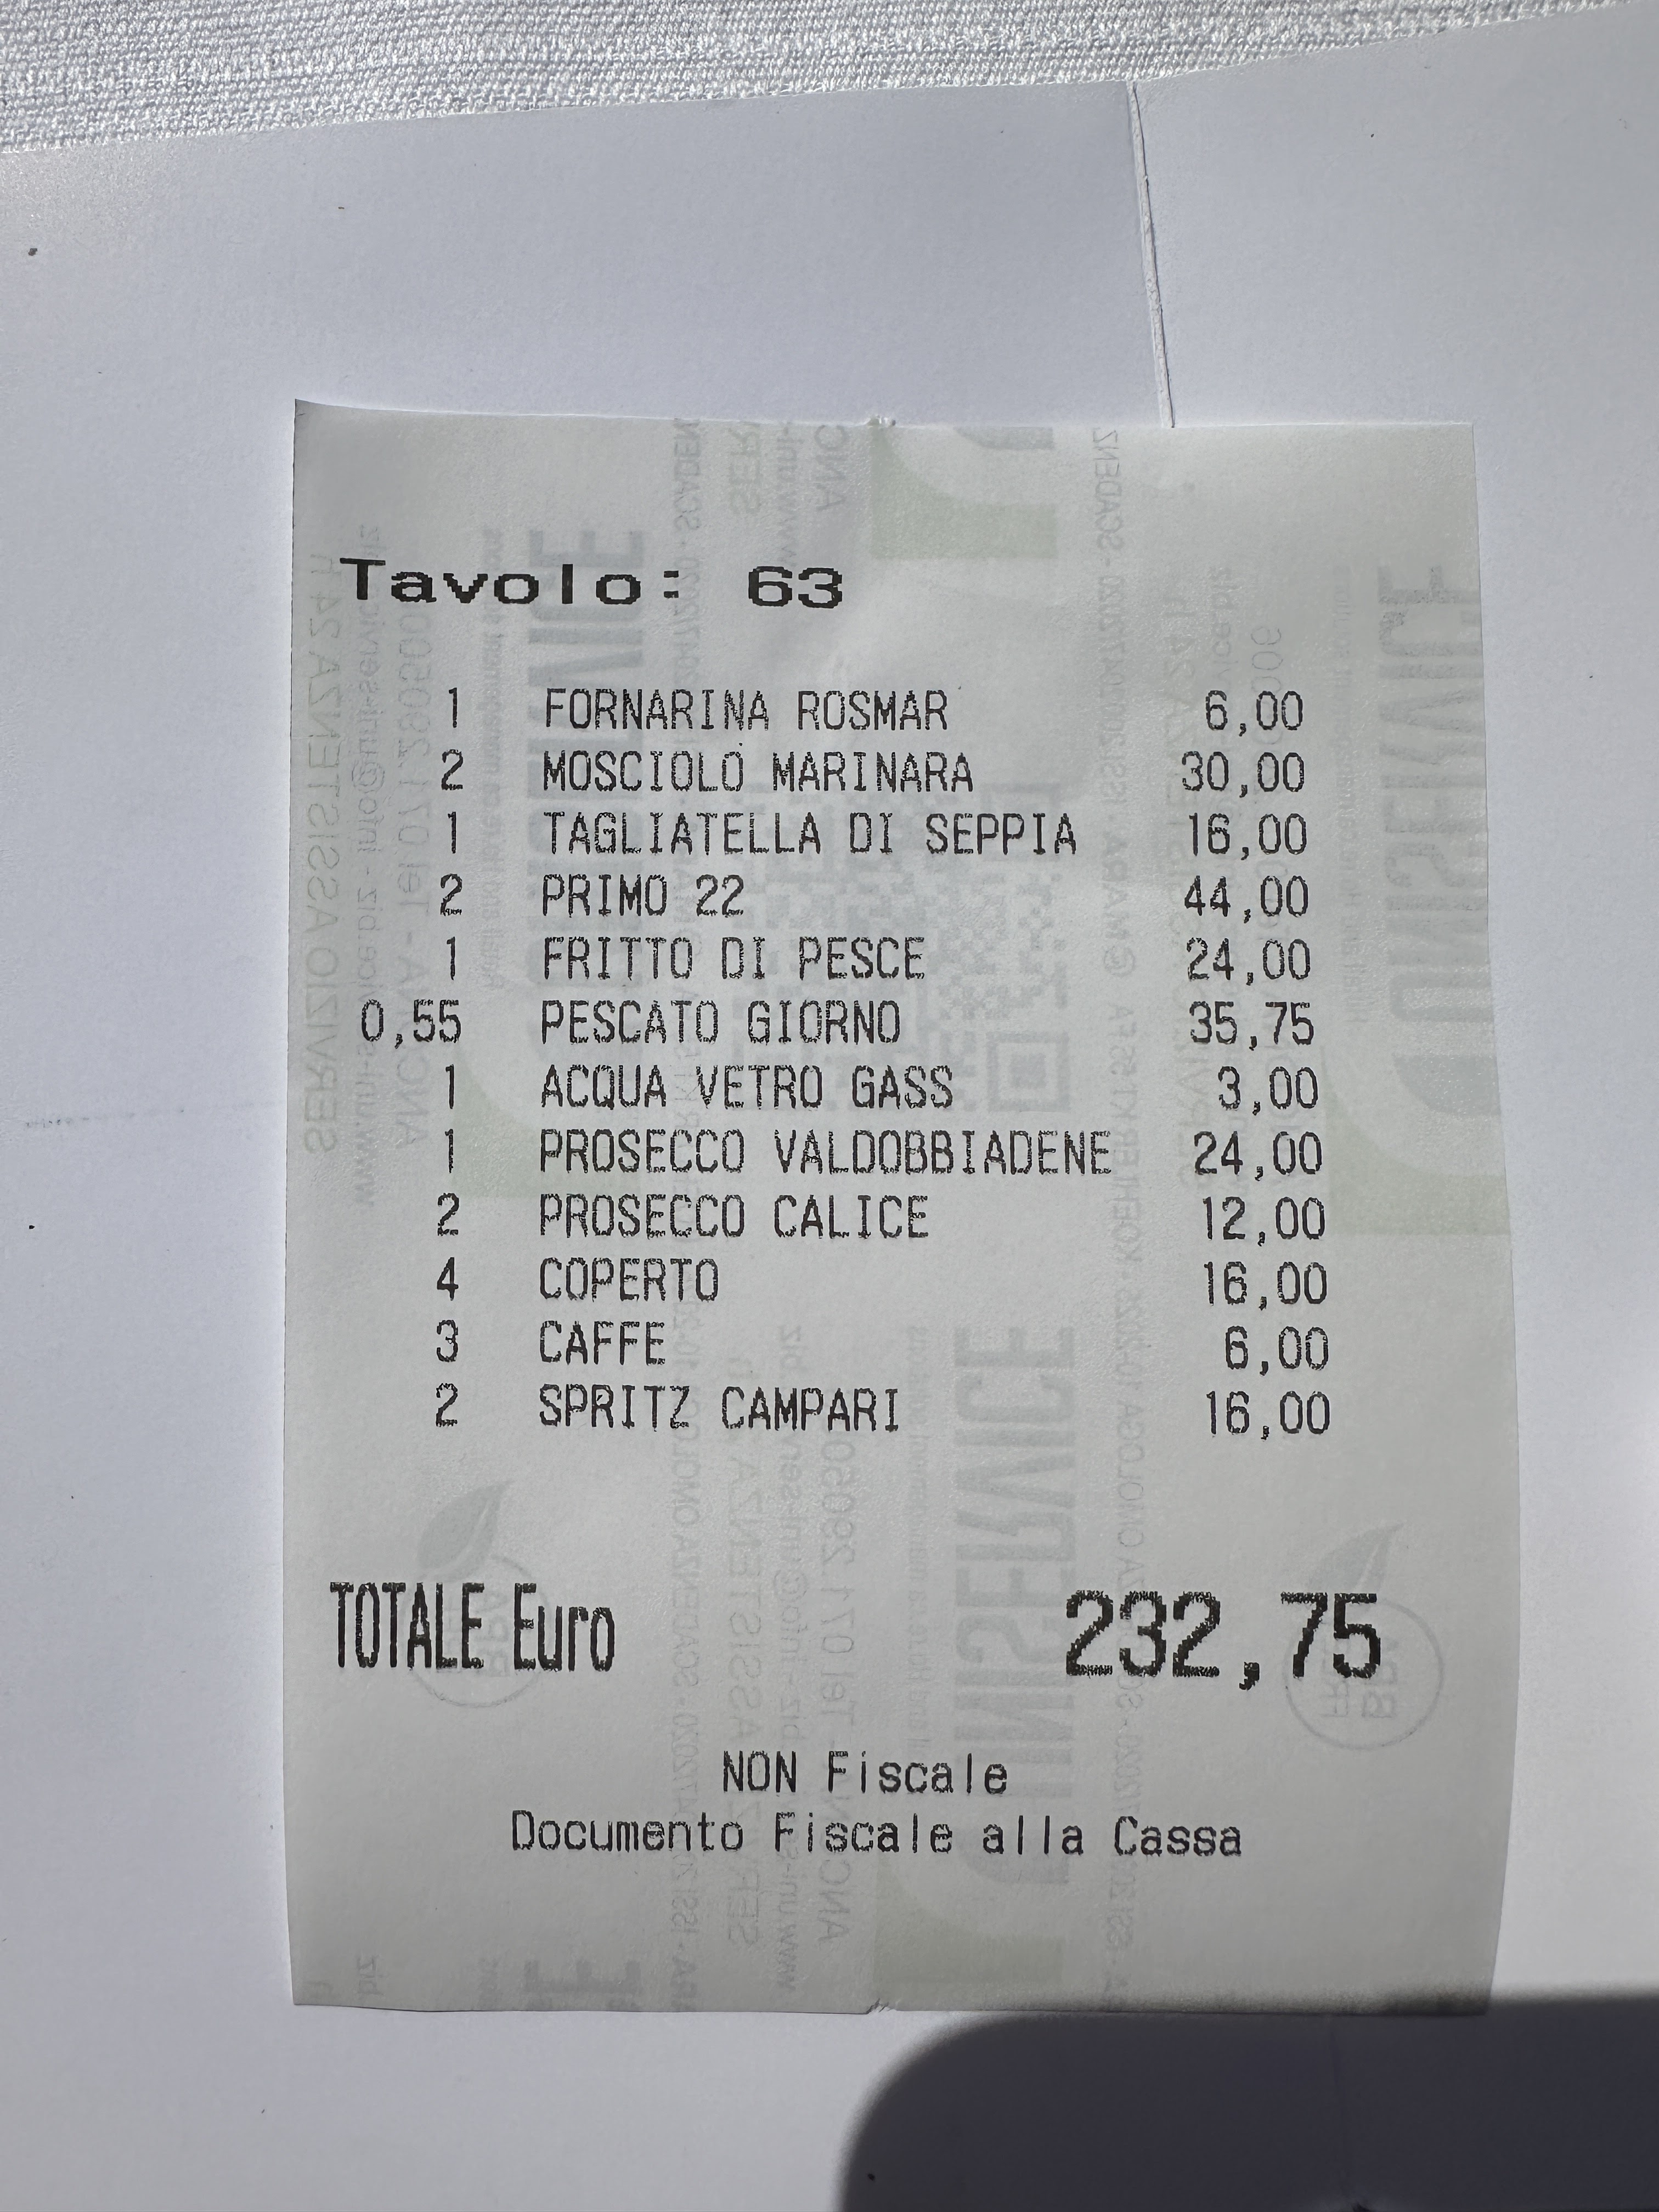 Tavolo: 63
1 FORNARINA ROSMAR 6,00
2 MOSCIOLO MARINARA 30,00
1 TAGLIATELLA DI SEPPIA 16,00
2 PRIMO 22 44,00
1 FRITTO DI PESCE 24,00
0,55 PESCATO GIORNO 35,75
1 ACQUA VETRO GASS 3,00
1 PROSECCO VALDOBBIADENE 24,00
2 PROSECCO CALICE 12,00
4 COPERTO 16,00
3 CAFFE 6,00
2 SPRITZ CAMPARI 16,00
TOTALE Euro 232,75
NON Fiscale
Documento Fiscale alla Cassa